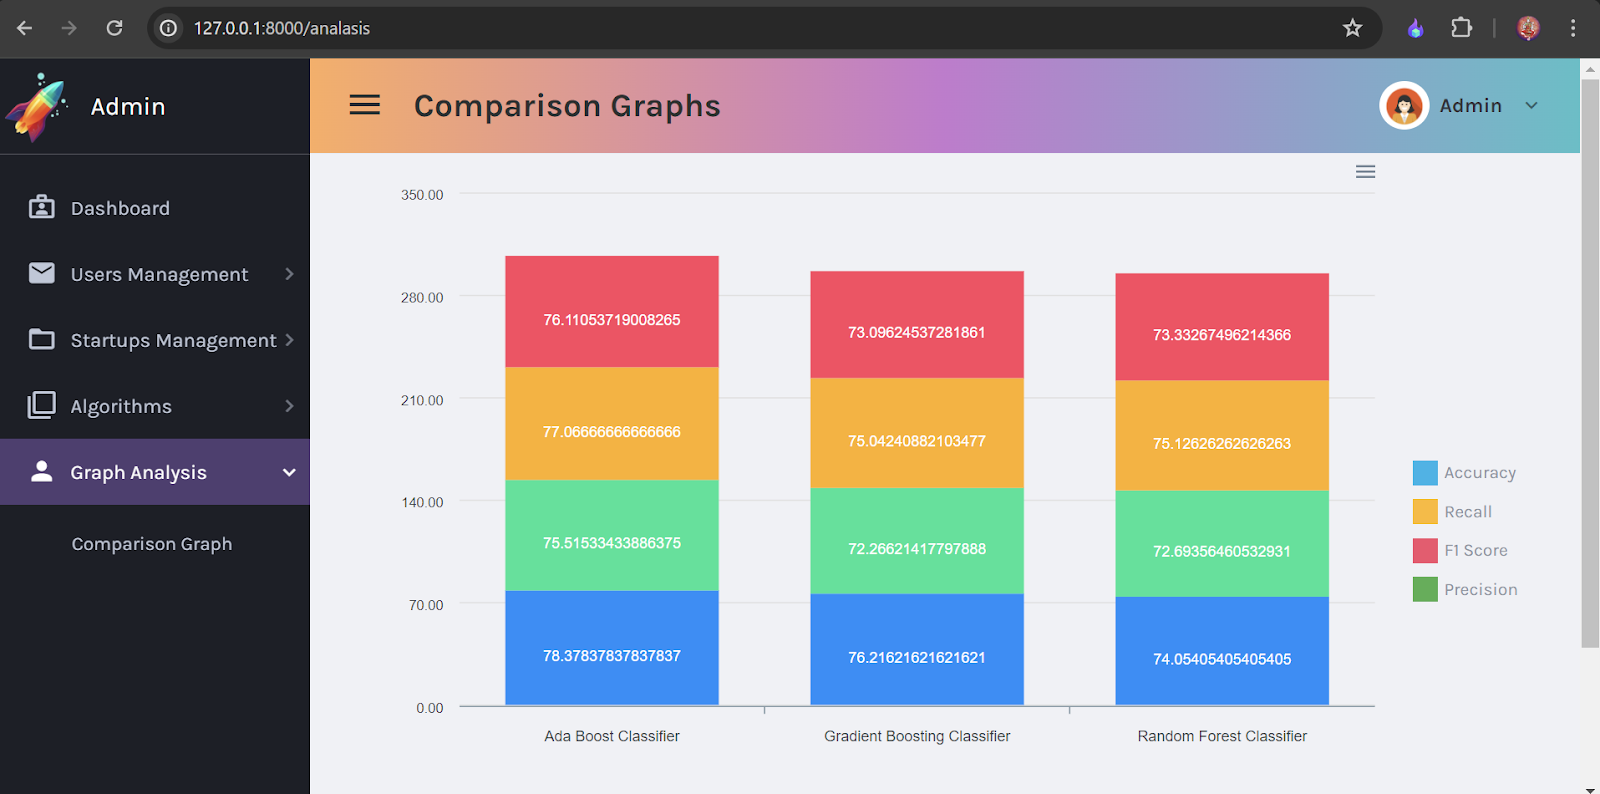 127.0.0.1:8000/analasis
Admin
Comparison Graphs
Admin
Dashboard
Users Management
Startups Management
Algorithms
Graph Analysis
Comparison Graph
350.00
280.00
210.00
140.00
70.00
0.00
76.11053719008265
73.09624537281861
73.33267496214366
77.06666666666666
75.04240882103477
75.12626262626263
75.51533433886375
72.26621417797888
72.69356460532931
78.37837837837837
76.21621621621621
74.05405405405405
Ada Boost Classifier
Gradient Boosting Classifier
Random Forest Classifier
Accuracy
Recall
F1 Score
Precision